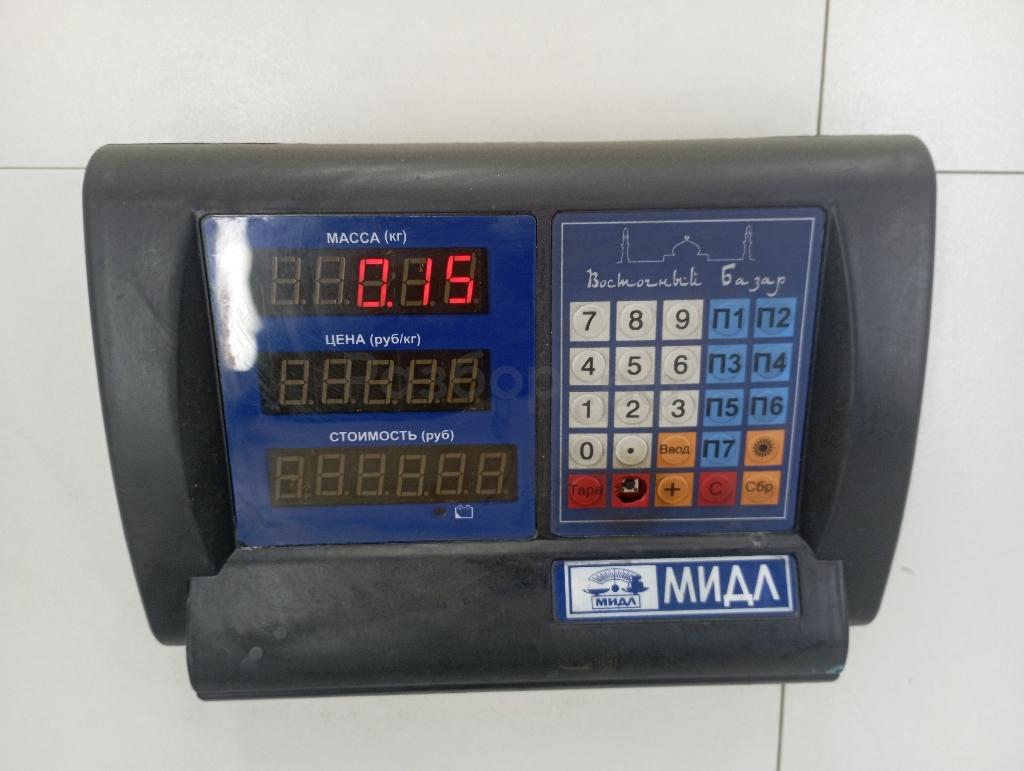 МАССА (кг)
0.15
ЦЕНА (руб/кг)
СТОИМОСТЬ (руб)
Восточный Базар
7 8 9 П1 П2
4 5 6 П3 П4
1 2 3 П5 П6
0 . Ввод П7
Тара + С Сбр
МИДЛ МИДЛ